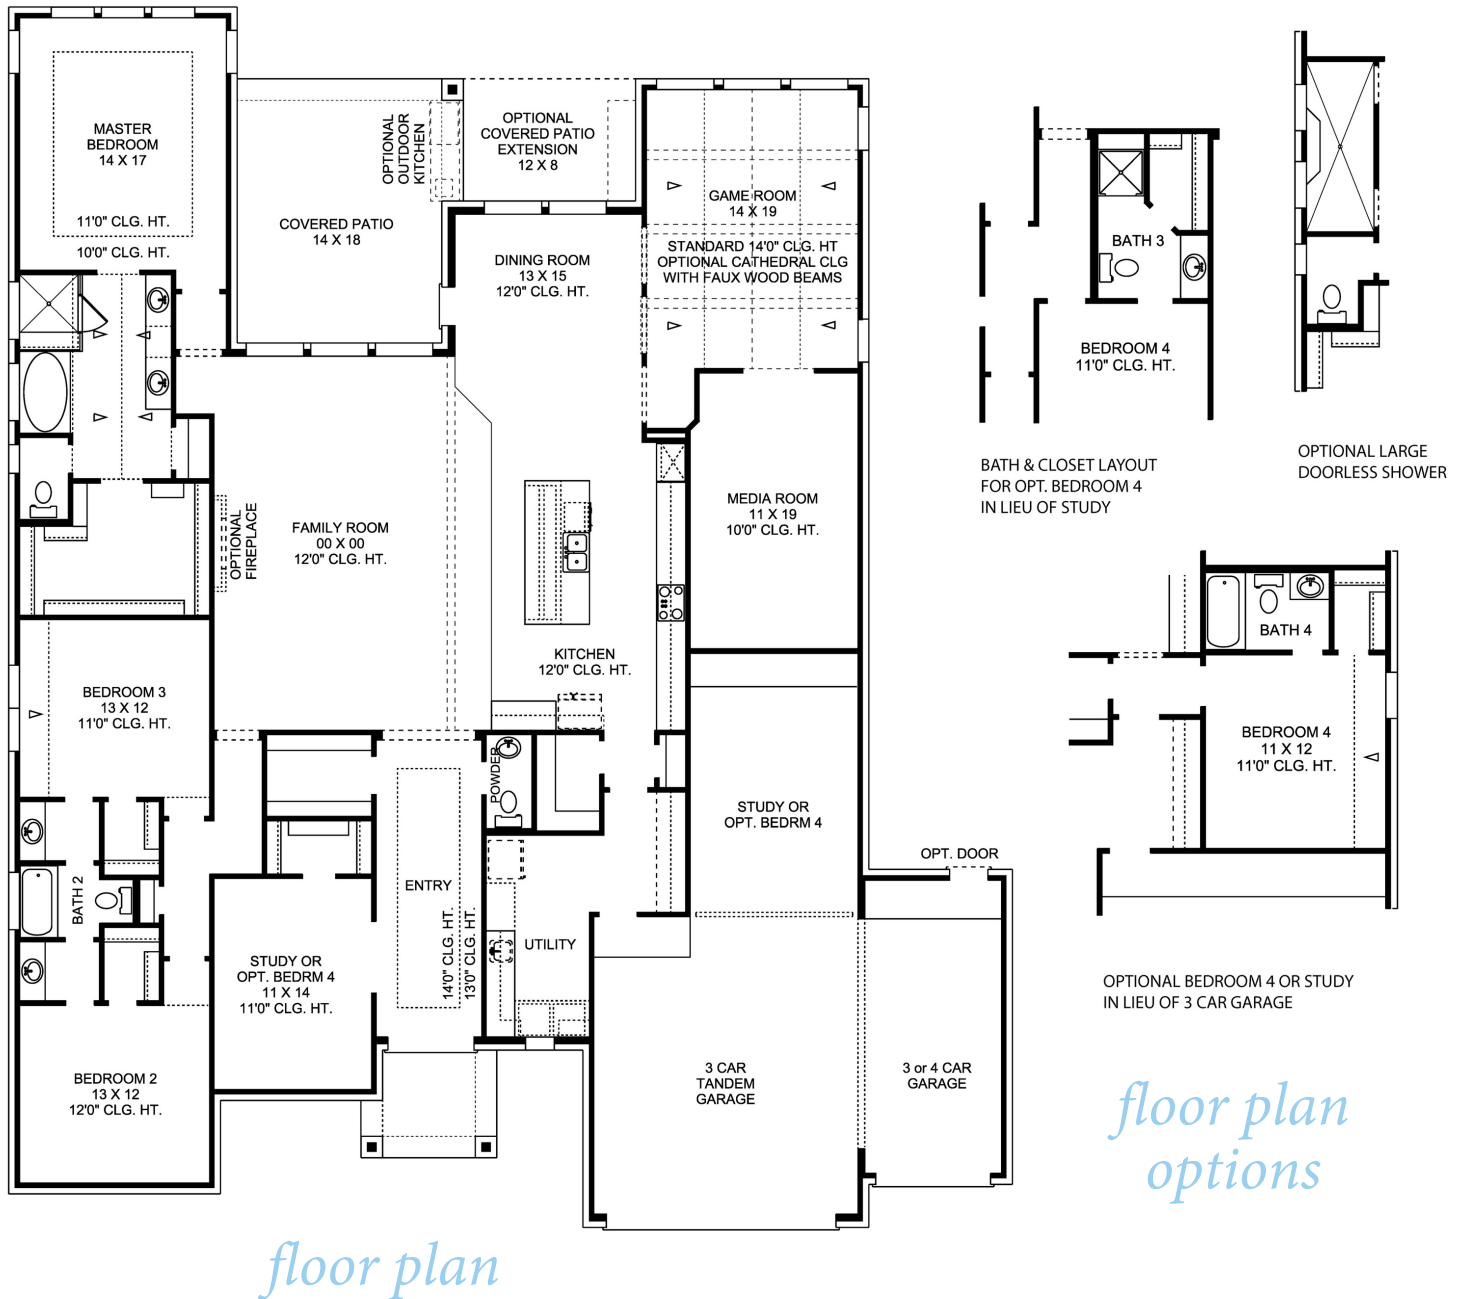 MASTER
BEDROOM
14 X 17
11'0" CLG. HT.
10'0" CLG. HT.
COVERED PATIO
14 X 18
OPTIONAL
OUTDOOR
KITCHEN
OPTIONAL
COVERED PATIO
EXTENSION
12 X 8
GAME ROOM
14 X 19
STANDARD 14'0" CLG. HT
OPTIONAL CATHEDRAL CLG
WITH FAUX WOOD BEAMS
DINING ROOM
13 X 15
12'0" CLG. HT.
MEDIA ROOM
11 X 19
10'0" CLG. HT.
FAMILY ROOM
00 X 00
12'0" CLG. HT.
OPTIONAL
FIREPLACE
KITCHEN
12'0" CLG. HT.
BEDROOM 3
13 X 12
11'0" CLG. HT.
POWDER
STUDY OR
OPT. BEDRM 4
BATH 2
ENTRY
14'0" CLG. HT.
13'0" CLG. HT.
UTILITY
STUDY OR
OPT. BEDRM 4
11 X 14
11'0" CLG. HT.
OPT. DOOR
BEDROOM 2
13 X 12
12'0" CLG. HT.
3 CAR
TANDEM
GARAGE
3 or 4 CAR
GARAGE
floor plan
BATH 3
BEDROOM 4
11'0" CLG. HT.
BATH & CLOSET LAYOUT
FOR OPT. BEDROOM 4
IN LIEU OF STUDY
OPTIONAL LARGE
DOORLESS SHOWER
BATH 4
BEDROOM 4
11 X 12
11'0" CLG. HT.
OPTIONAL BEDROOM 4 OR STUDY
IN LIEU OF 3 CAR GARAGE
floor plan
options